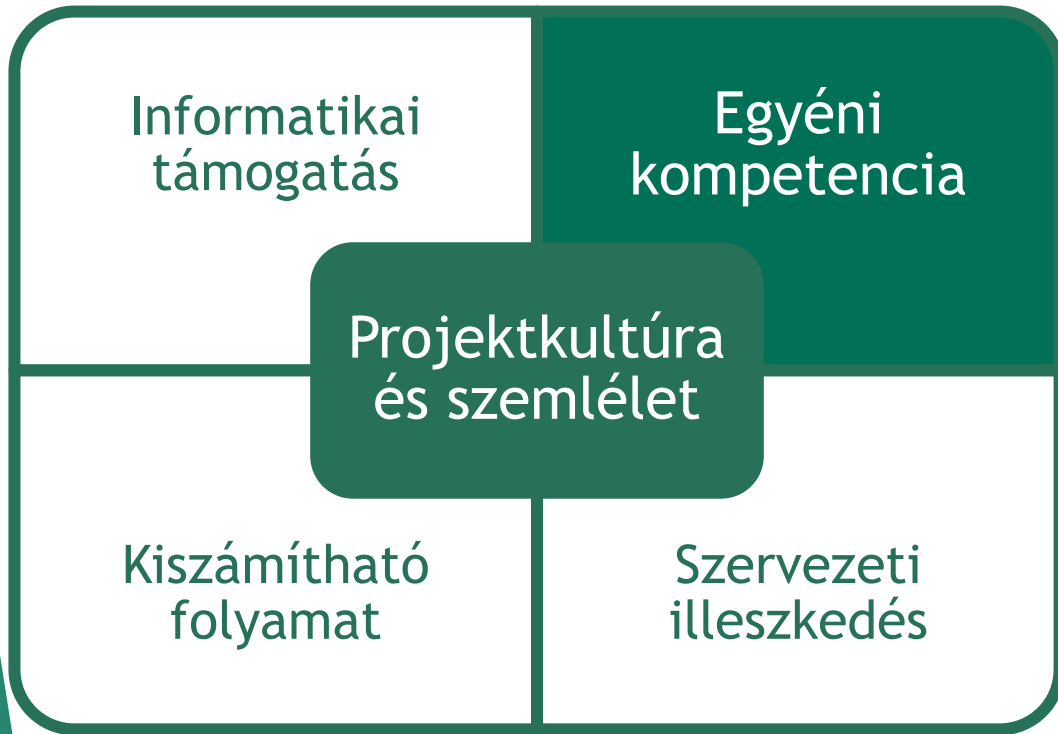 Informatikai
támogatás
Egyéni
kompetencia
Projektkultúra
és szemlélet
Kiszámítható
folyamat
Szervezeti
illeszkedés